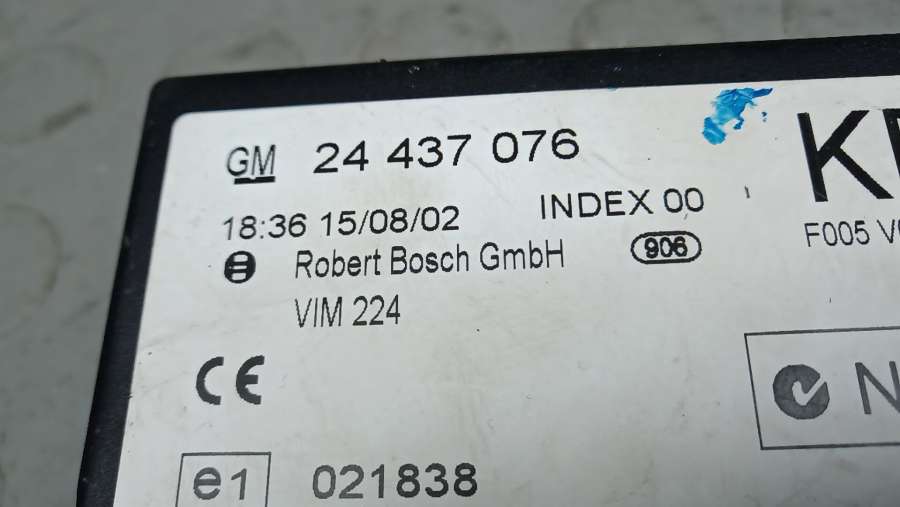 GM 24 437 076
18:36 15/08/02 INDEX 00
Robert Bosch GmbH 906
VIM 224
F005
CE
e1 021838